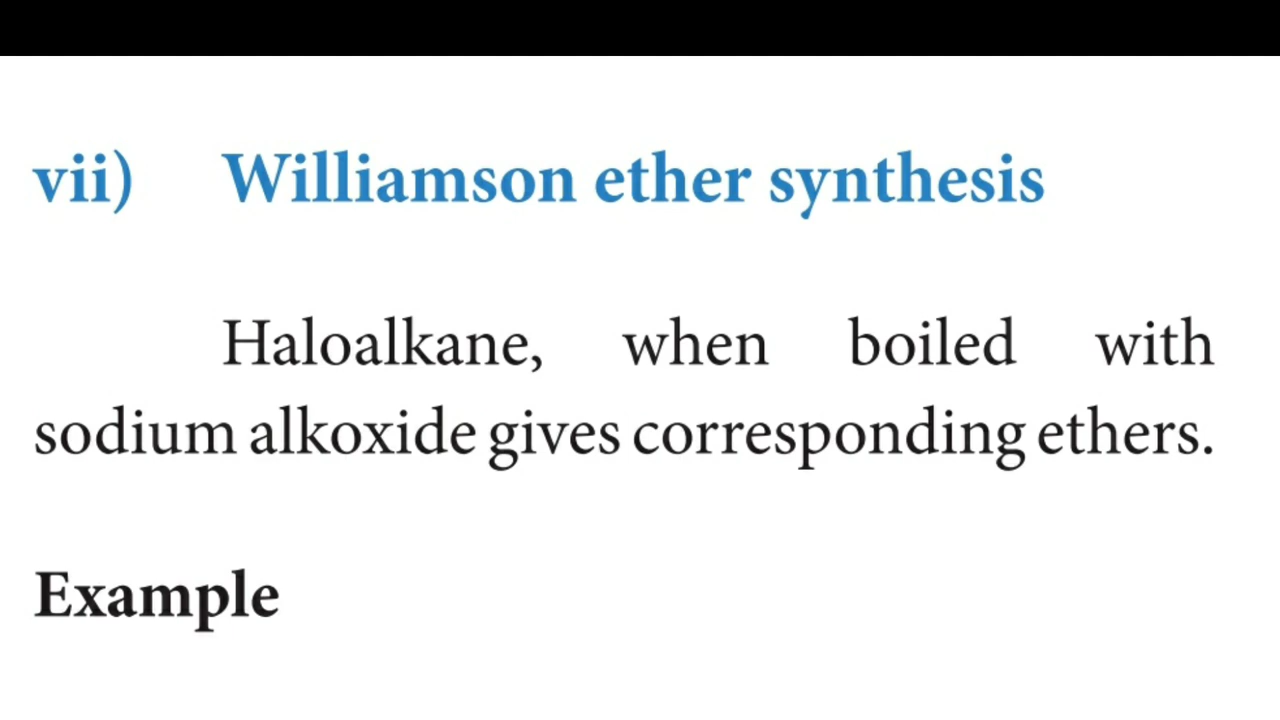 vii) Williamson ether synthesis
Haloalkane, when boiled with
sodium alkoxide gives corresponding ethers.
Example